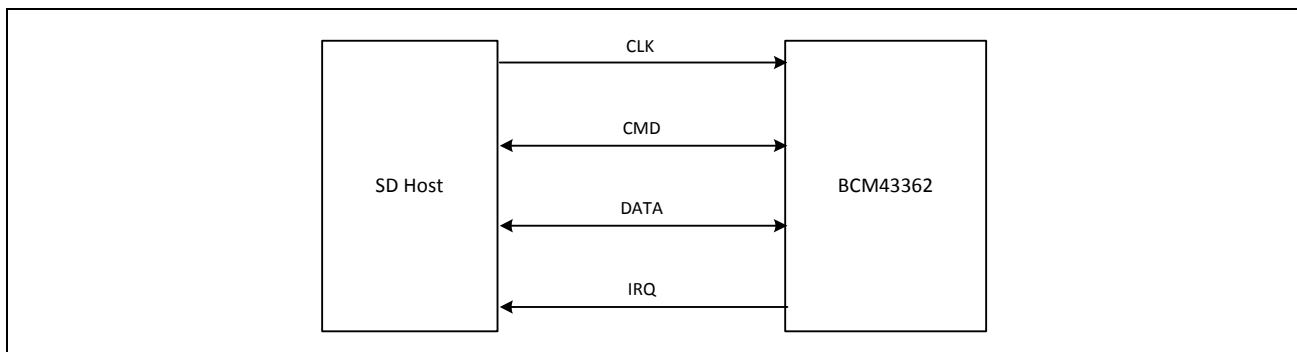 CLK
CMD
SD Host
BCM43362
DATA
IRQ